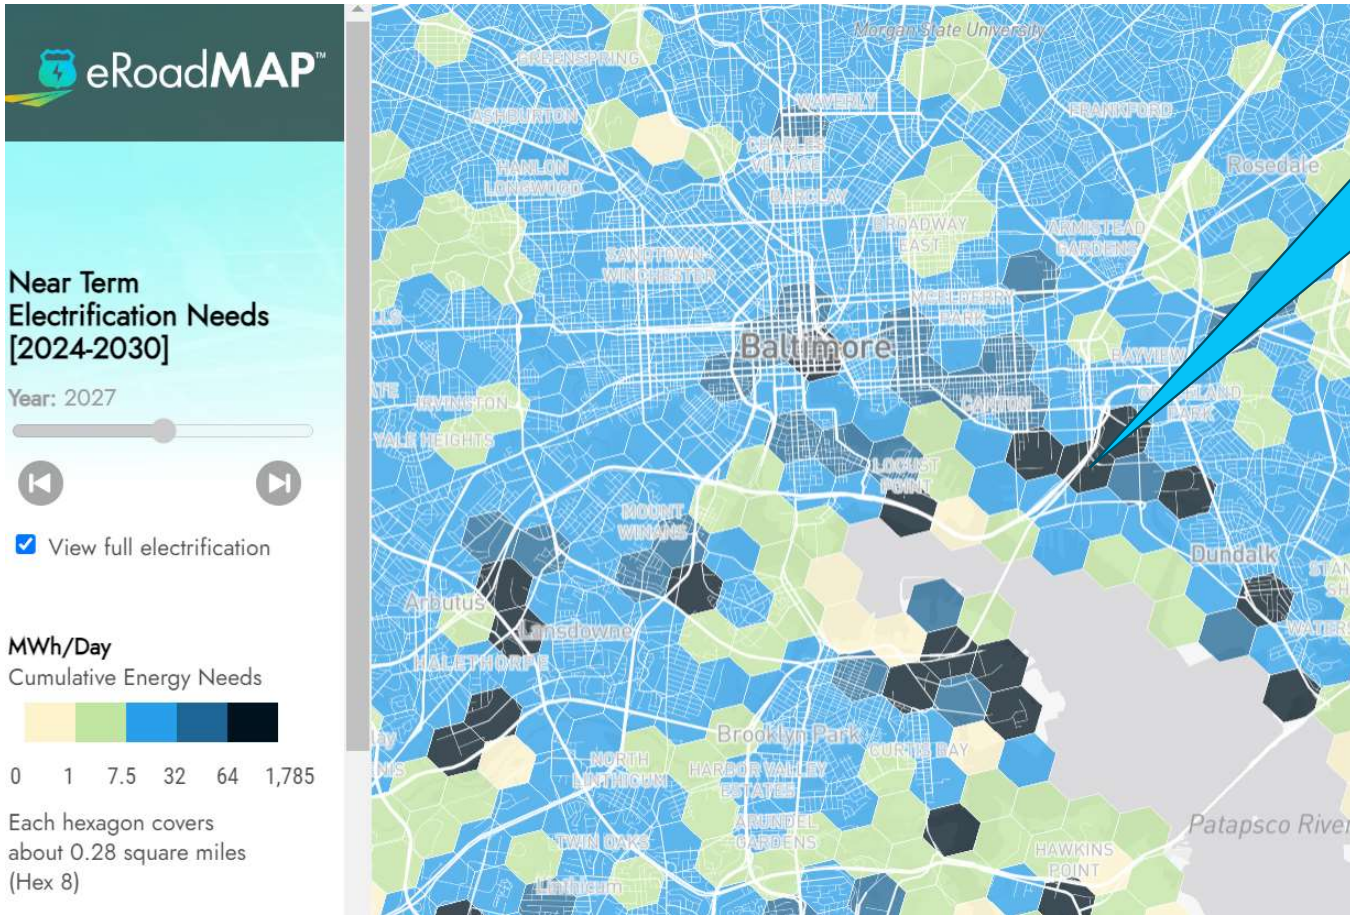 eRoadMAP™
Near Term
Electrification Needs
[2024-2030]
Year: 2027
View full electrification
MWh/Day
Cumulative Energy Needs
0 1 7.5 32 64 1,785
Each hexagon covers
about 0.28 square miles
(Hex 8)
Morgan State University
GREENSPRING
WAVERLY
ASHBURTON
FRANKFORD
CHARLES
VILLAGE
HANLON
LONGWOOD
Rosedale
BARCLAY
BROADWAY
EAST
ARMISTEAD
GARDENS
SANDTOWN-
WINCHESTER
MCELDERRY
PARK
Baltimore
BAYVIEW
IRVINGTON
CANTON
GRACELAND
PARK
YALE HEIGHTS
LOCUST
POINT
MOUNT
WINANS
Dundalk
Arbutus
Lansdowne
HALETHORPE
Brooklyn Park
CURTIS BAY
NORTH
LINTHICUM
HARBOR VALLEY
ESTATES
ARUNDEL
GARDENS
TWIN OAKS
Patapsco River
HAWKINS
POINT
Linthicum